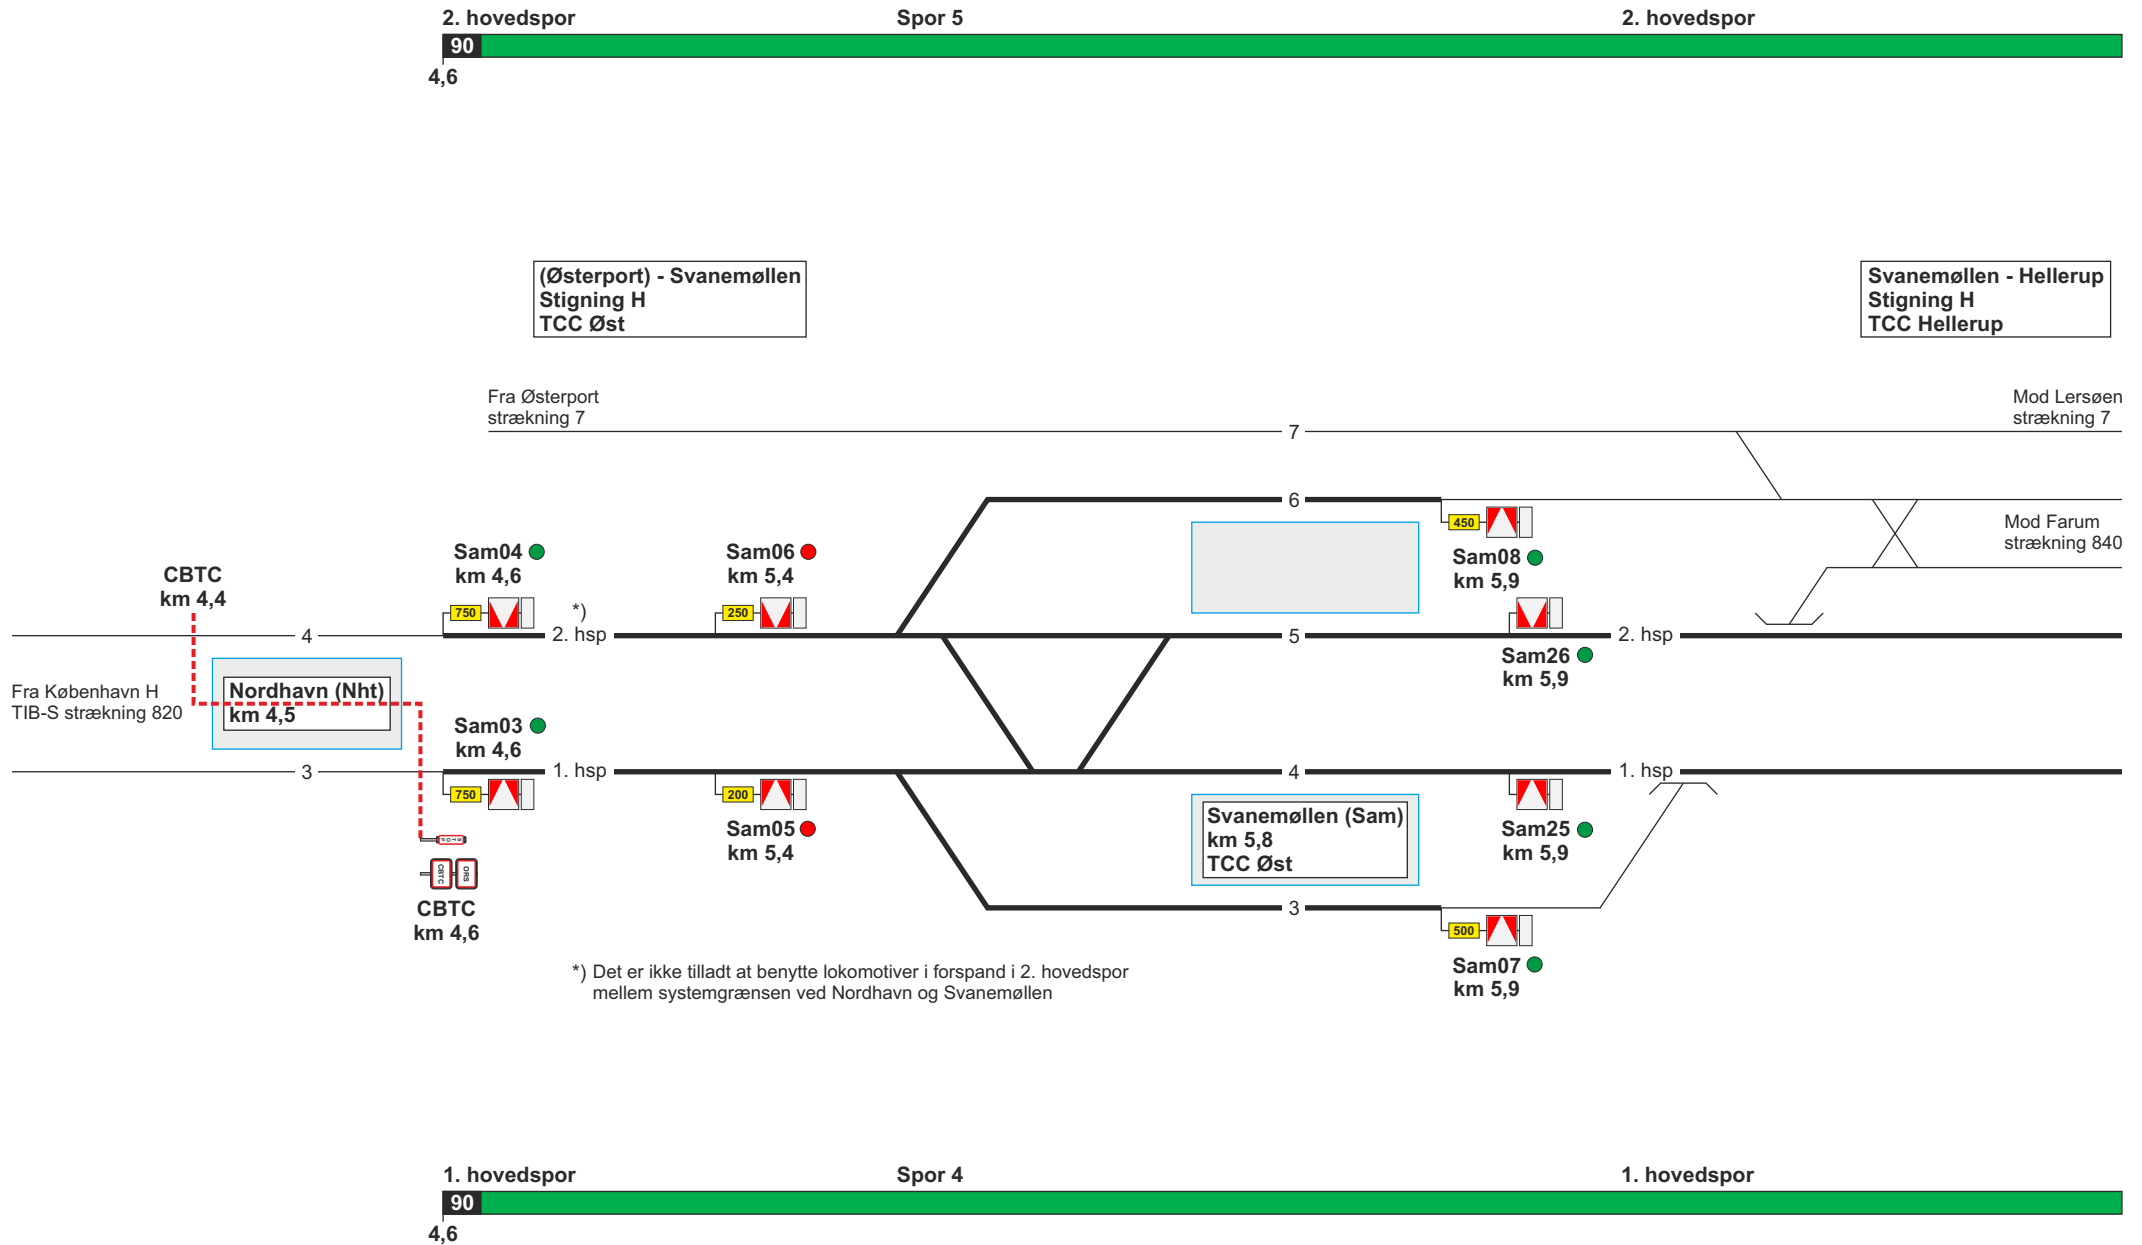 2. hovedspor
Spor 5
2. hovedspor
90
4,6
(Østerport) - Svanemøllen
Stigning H
TCC Øst
Svanemøllen - Hellerup
Stigning H
TCC Hellerup
Fra Østerport
strækning 7
Mod Lersøen
strækning 7
7
6
450
Mod Farum
strækning 840
Sam04
km 4,6
Sam06
km 5,4
Sam08
km 5,9
CBTC
km 4,4
750
*)
250
4
2. hsp
5
2. hsp
Sam26
km 5,9
Fra København H
TIB-S strækning 820
Nordhavn (Nht)
km 4,5
Sam03
km 4,6
3
1. hsp
4
1. hsp
750
200
Sam05
km 5,4
Svanemøllen (Sam)
km 5,8
TCC Øst
Sam25
km 5,9
STOP
CBTC
ORS
CBTC
km 4,6
3
500
Sam07
km 5,9
*) Det er ikke tilladt at benytte lokomotiver i forspand i 2. hovedspor
mellem systemgrænsen ved Nordhavn og Svanemøllen
1. hovedspor
Spor 4
1. hovedspor
90
4,6